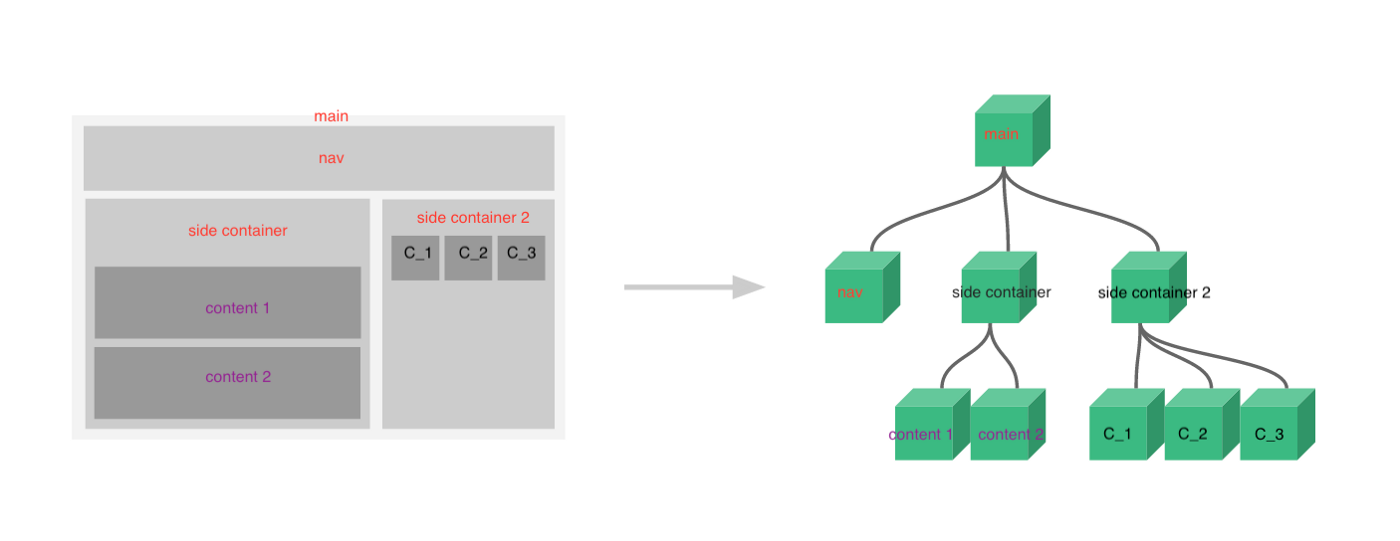 main
nav
side container
side container 2
C_1 C_2 C_3
content 1
content 2
main
nav side container side container 2
content 1 content 2 C_1 C_2 C_3